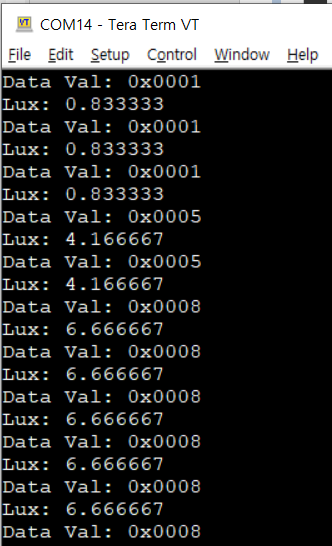 COM14 - Tera Term VT
File Edit Setup Control Window Help
Data Val: 0x0001
Lux: 0.833333
Data Val: 0x0001
Lux: 0.833333
Data Val: 0x0001
Lux: 0.833333
Data Val: 0x0005
Lux: 4.166667
Data Val: 0x0005
Lux: 4.166667
Data Val: 0x0008
Lux: 6.666667
Data Val: 0x0008
Lux: 6.666667
Data Val: 0x0008
Lux: 6.666667
Data Val: 0x0008
Lux: 6.666667
Data Val: 0x0008
Lux: 6.666667
Data Val: 0x0008